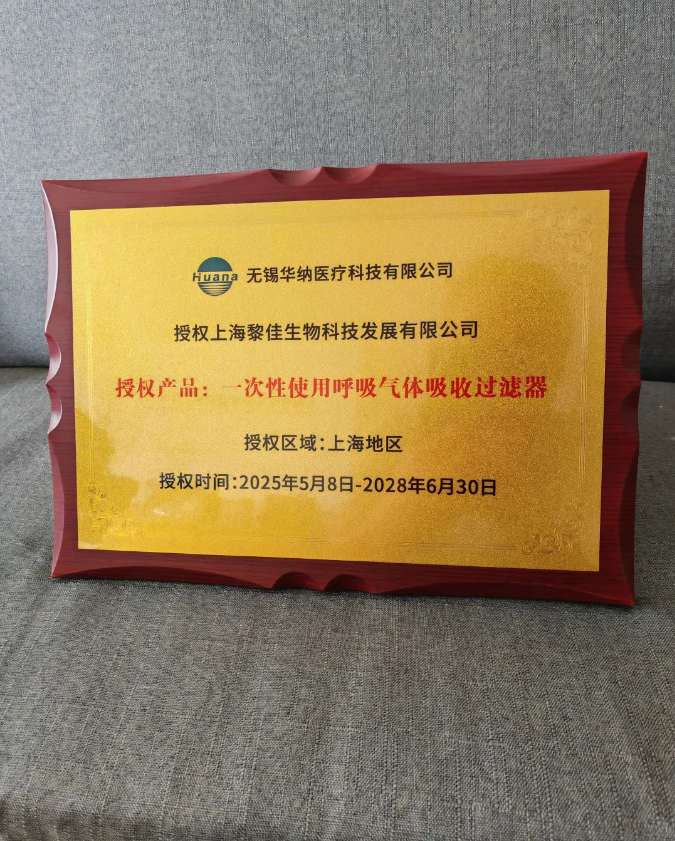 Huana 无锡华纳医疗科技有限公司
授权上海黎佳生物科技发展有限公司
授权产品：一次性使用呼吸气体吸收过滤器
授权区域：上海地区
授权时间：2025年5月8日-2028年6月30日